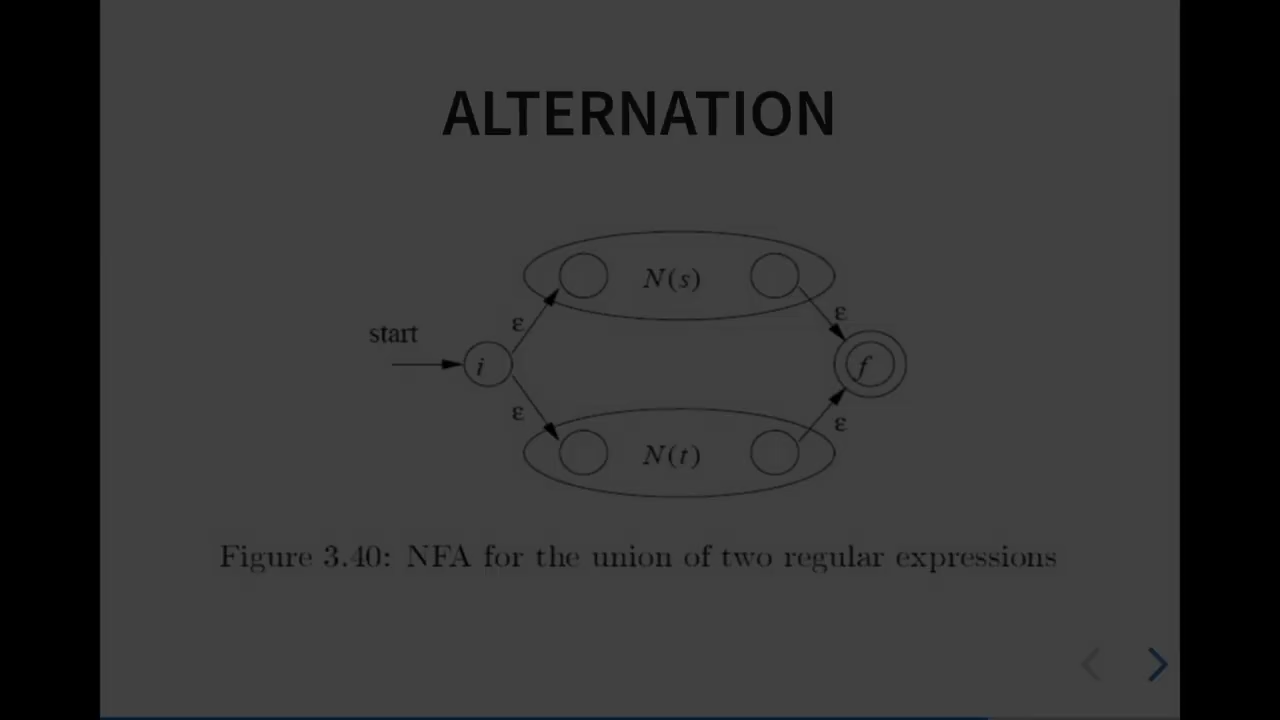 ALTERNATION
N(s)
ε
ε
start
i
f
ε
ε
N(t)
Figure 3.40: NFA for the union of two regular expressions